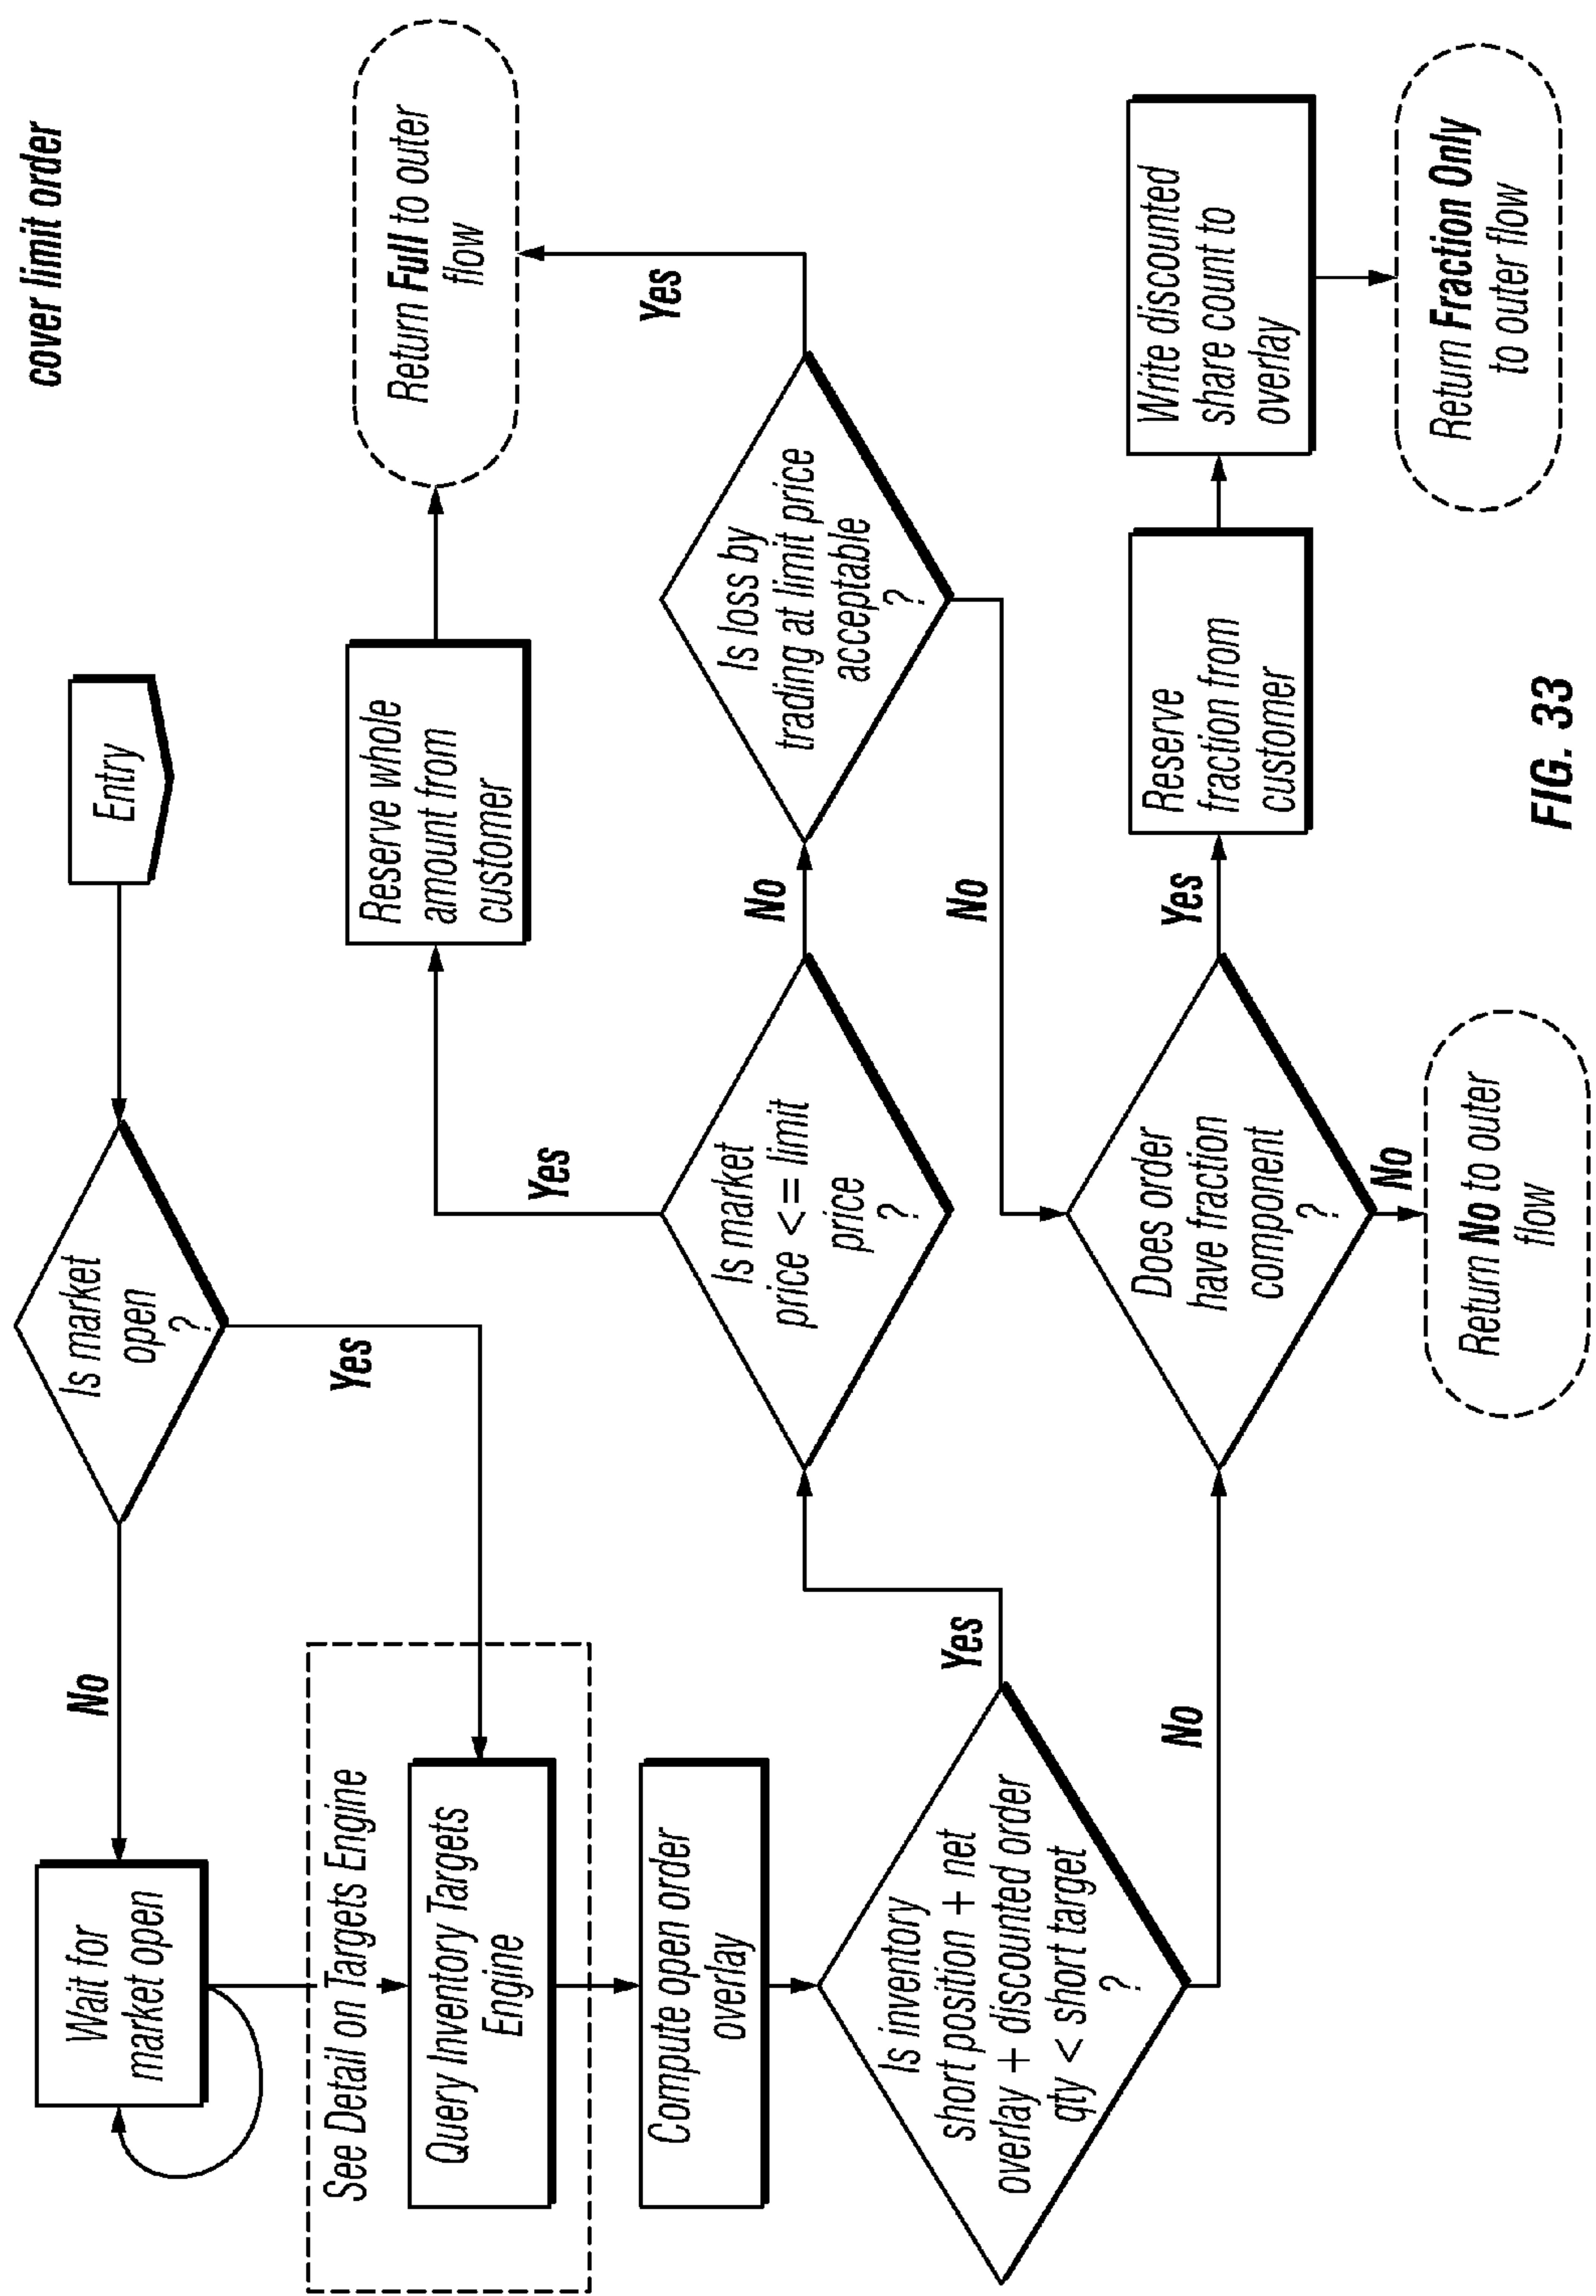 cover limit order
Entry
Is market
open
?
No
Yes
Wait for
market open
See Detail on Targets Engine
Query Inventory Targets
Engine
Compute open order
overlay
Is inventory
short position + net
overlay + discounted order
qty < short target
?
Yes
No
Is market
price <= limit
price
?
Yes
No
Reserve whole
amount from
customer
Return Full to outer
flow
Is loss by
trading at limit price
acceptable
?
Yes
No
Does order
have fraction
component
?
Yes
No
Reserve
fraction from
customer
Write discounted
share count to
overlay
Return Fraction Only
to outer flow
Return No to outer
flow
FIG. 33